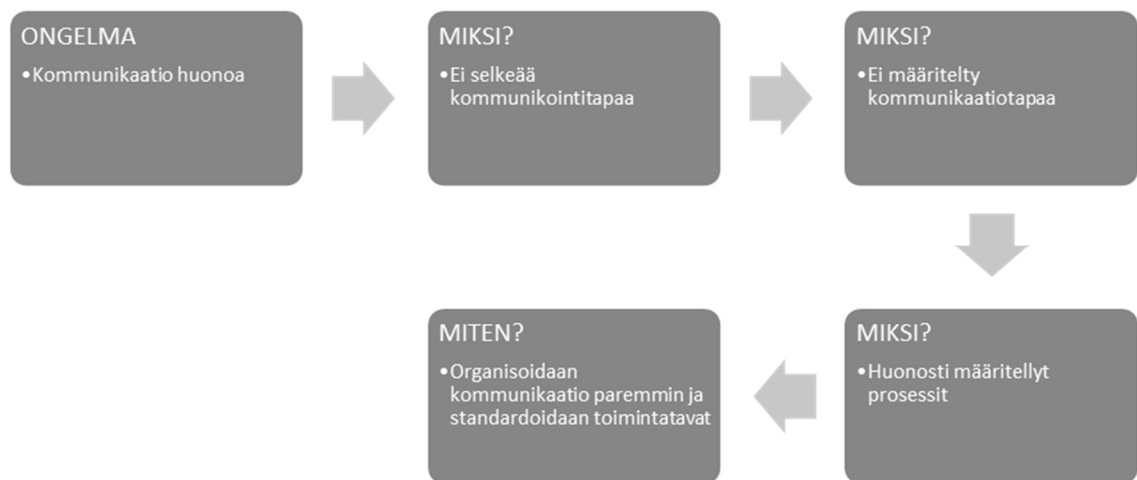 ONGELMA
•Kommunikaatio huonoa
MIKSI?
•Ei selkeää
kommunikointitapaa
MIKSI?
•Ei määritelty
kommunikaatiotapaa
MIKSI?
•Huonosti määritellyt
prosessit
MITEN?
•Organisoidaan
kommunikaatio paremmin ja
standardoidaan toimintatavat